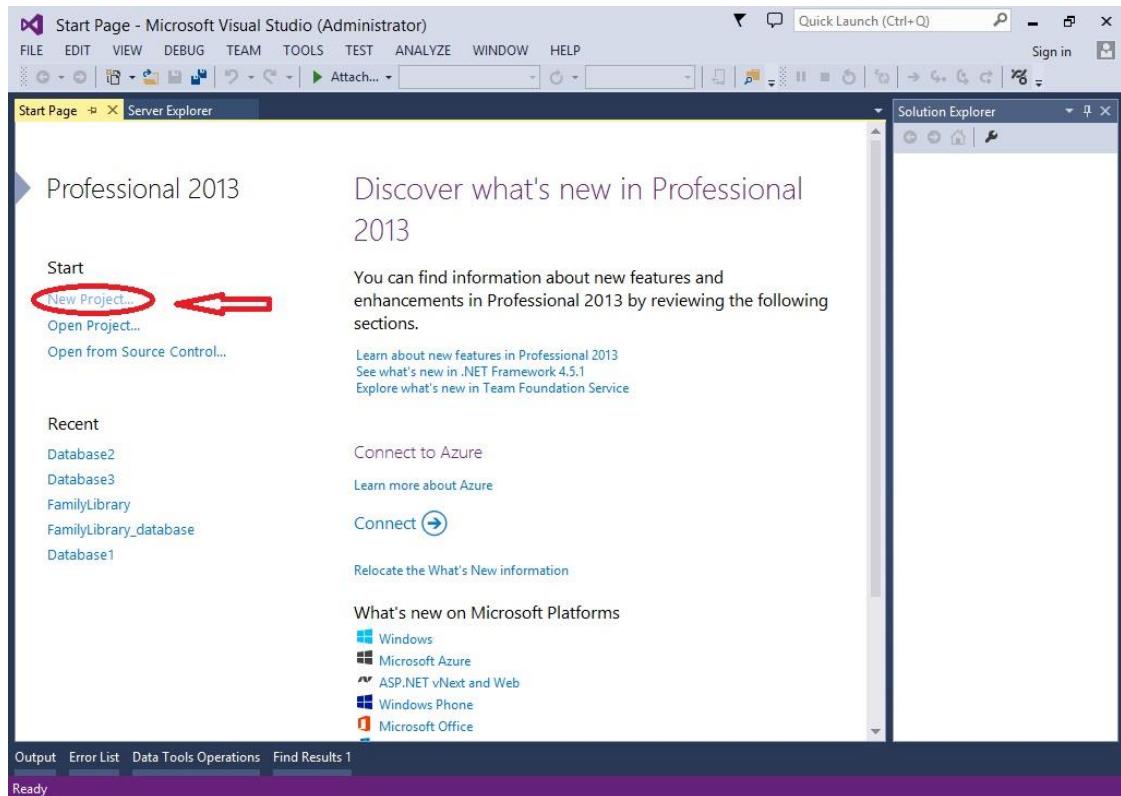 Start Page - Microsoft Visual Studio (Administrator)
Quick Launch (Ctrl+Q)
FILE EDIT VIEW DEBUG TEAM TOOLS TEST ANALYZE WINDOW HELP
Sign in
Attach...
Start Page
Server Explorer
Solution Explorer
Professional 2013
Start
New Project...
Open Project...
Open from Source Control...
Recent
Database2
Database3
FamilyLibrary
FamilyLibrary_database
Database1
Discover what's new in Professional
2013
You can find information about new features and
enhancements in Professional 2013 by reviewing the following
sections.
Learn about new features in Professional 2013
See what's new in .NET Framework 4.5.1
Explore what's new in Team Foundation Service
Connect to Azure
Learn more about Azure
Connect
Relocate the What's New information
What's new on Microsoft Platforms
Windows
Microsoft Azure
ASP.NET vNext and Web
Windows Phone
Microsoft Office
Output Error List Data Tools Operations Find Results 1
Ready